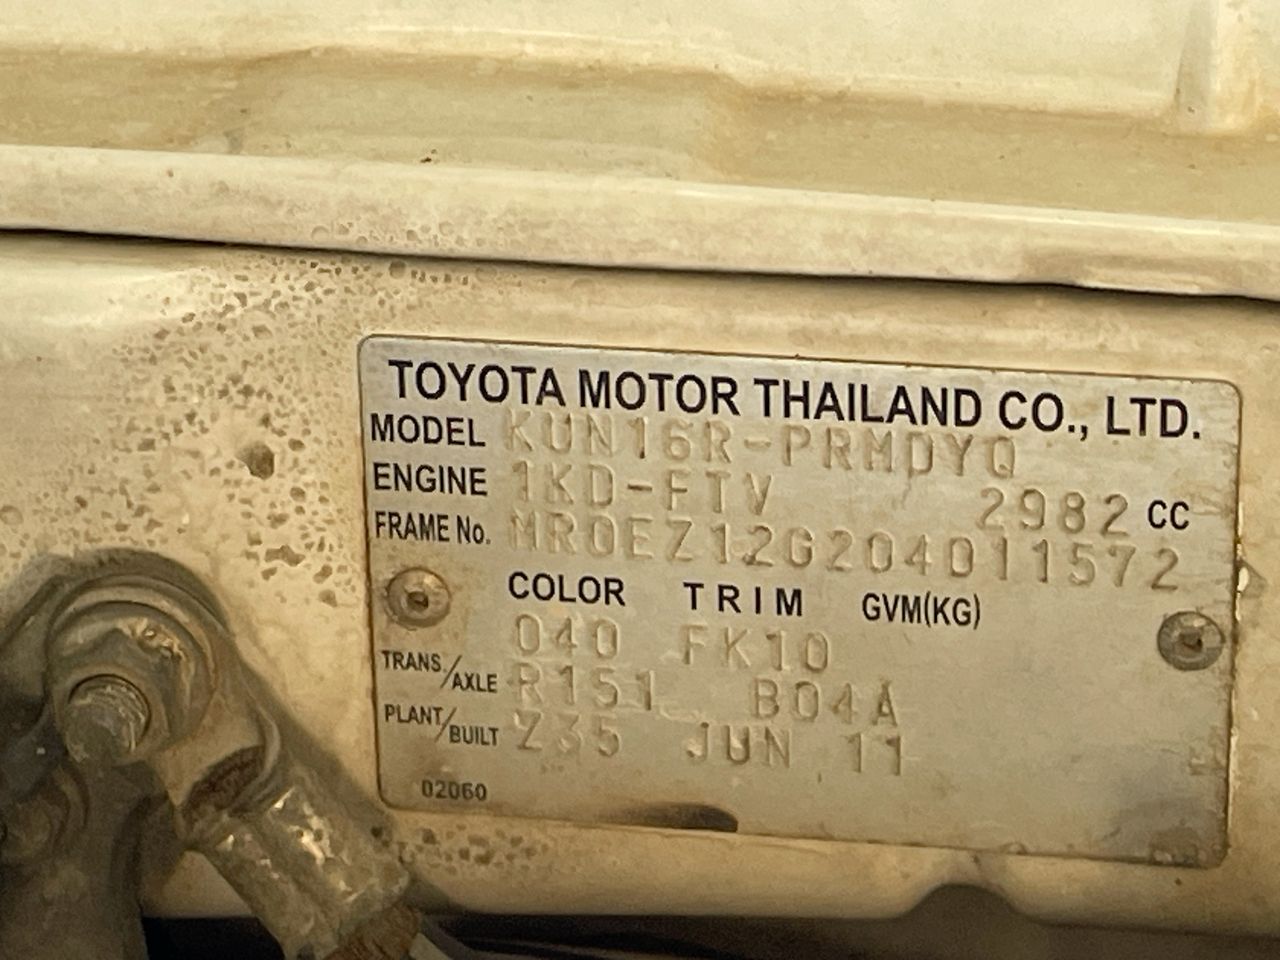 TOYOTA MOTOR THAILAND CO., LTD.
MODEL KUN16R-PRMDYQ
ENGINE 1KD-FTV 2982 CC
FRAME No. MR0EZ12G204011572
COLOR TRIM GVM(KG)
040 FK10
TRANS./AXLE R151 B04A
PLANT/BUILT Z35 JUN 11
02060